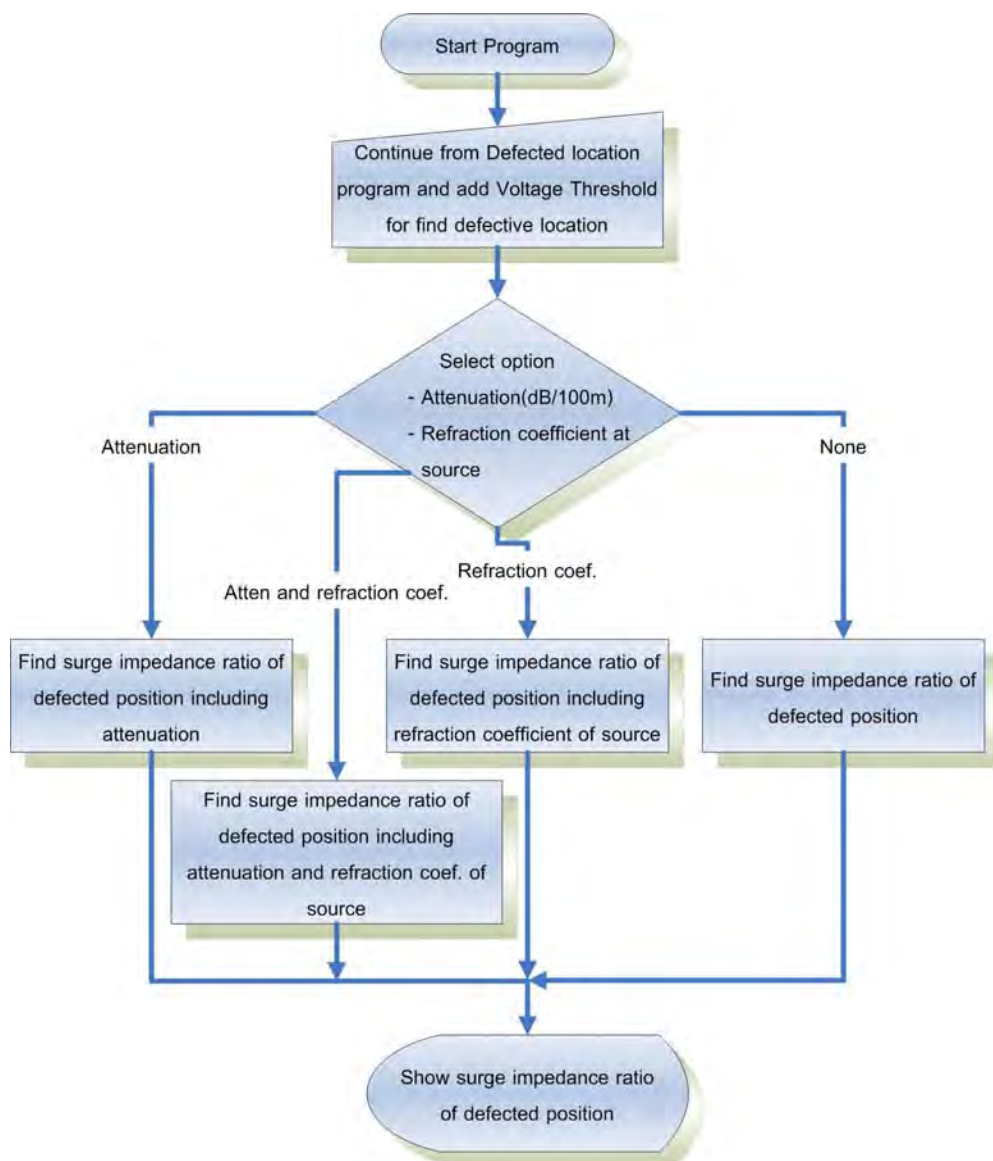 Start Program
Continue from Defected location
program and add Voltage Threshold
for find defective location
Select option
- Attenuation(dB/100m)
- Refraction coefficient at
source
Attenuation
None
Refraction coef.
Atten and refraction coef.
Find surge impedance ratio of
defected position including
attenuation
Find surge impedance ratio of
defected position including
refraction coefficient of source
Find surge impedance ratio of
defected position
Find surge impedance ratio of
defected position including
attenuation and refraction coef. of
source
Show surge impedance ratio
of defected position